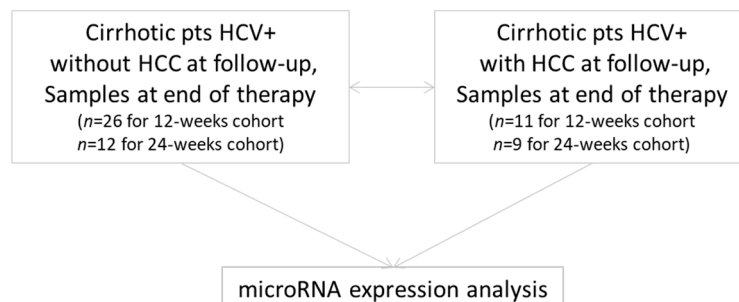 Cirrhotic pts HCV+
without HCC at follow-up,
Samples at end of therapy
(n=26 for 12-weeks cohort
n=12 for 24-weeks cohort)
Cirrhotic pts HCV+
with HCC at follow-up,
Samples at end of therapy
(n=11 for 12-weeks cohort
n=9 for 24-weeks cohort)
microRNA expression analysis